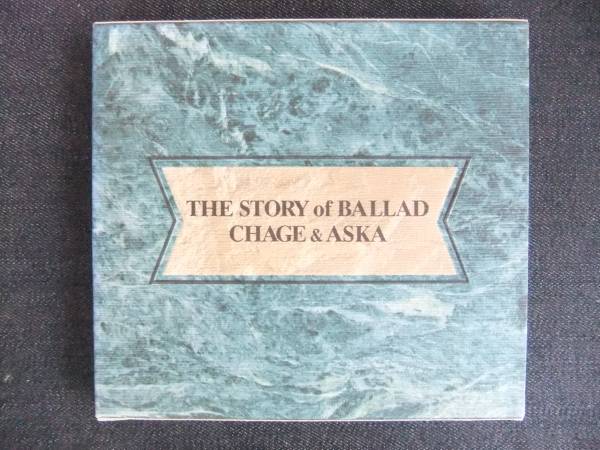 THE STORY of BALLAD
CHAGE & ASKA